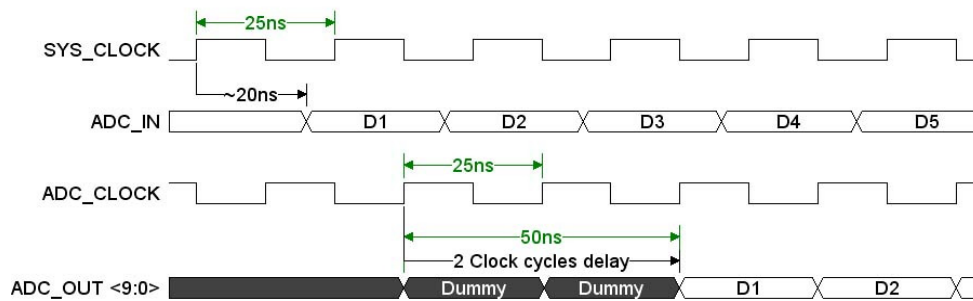 25ns
SYS_CLOCK
~20ns
ADC_IN D1 D2 D3 D4 D5
25ns
ADC_CLOCK
50ns
2 Clock cycles delay
ADC_OUT <9:0> Dummy Dummy D1 D2